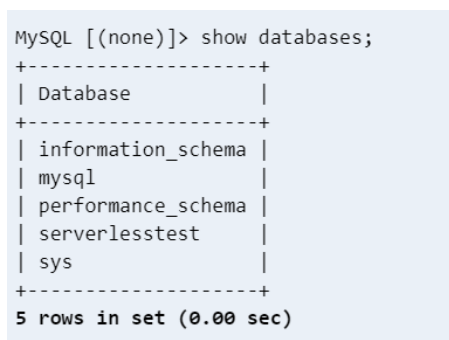 MySQL [(none)]> show databases;
+--------------------+
| Database           |
+--------------------+
| information_schema |
| mysql              |
| performance_schema |
| serverlesstest     |
| sys                |
+--------------------+
5 rows in set (0.00 sec)